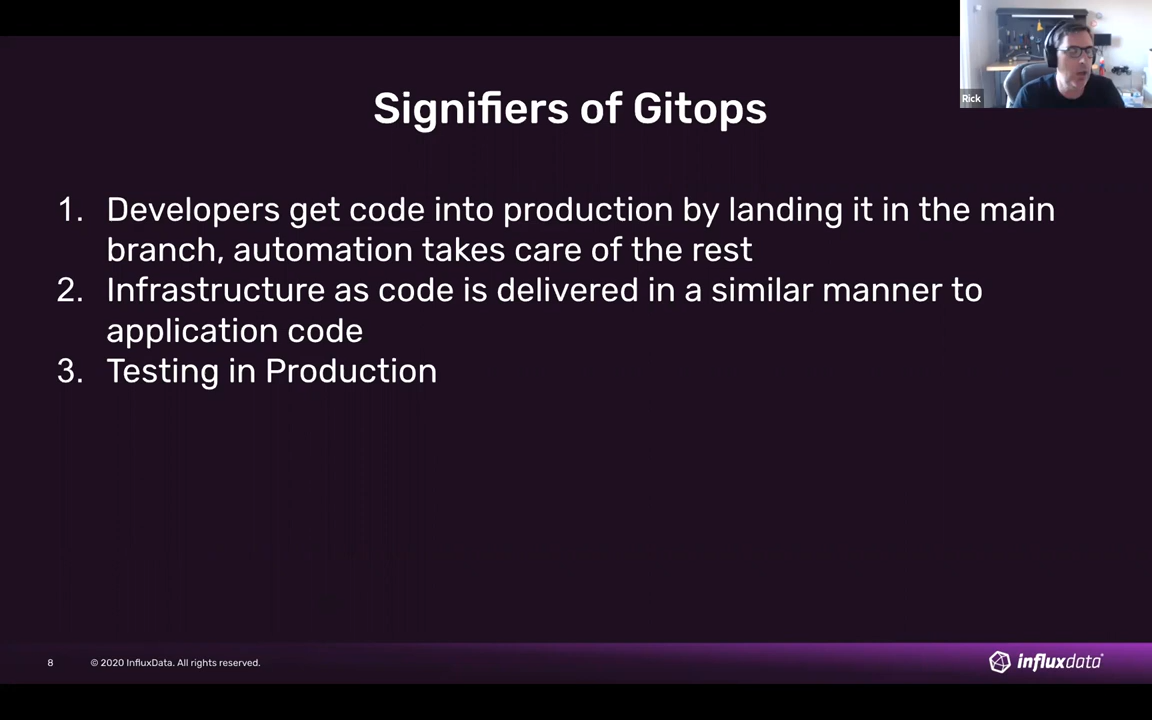 Rick
Signifiers of Gitops
1. Developers get code into production by landing it in the main
branch, automation takes care of the rest
2. Infrastructure as code is delivered in a similar manner to
application code
3. Testing in Production
8 © 2020 InfluxData. All rights reserved.
influxdata